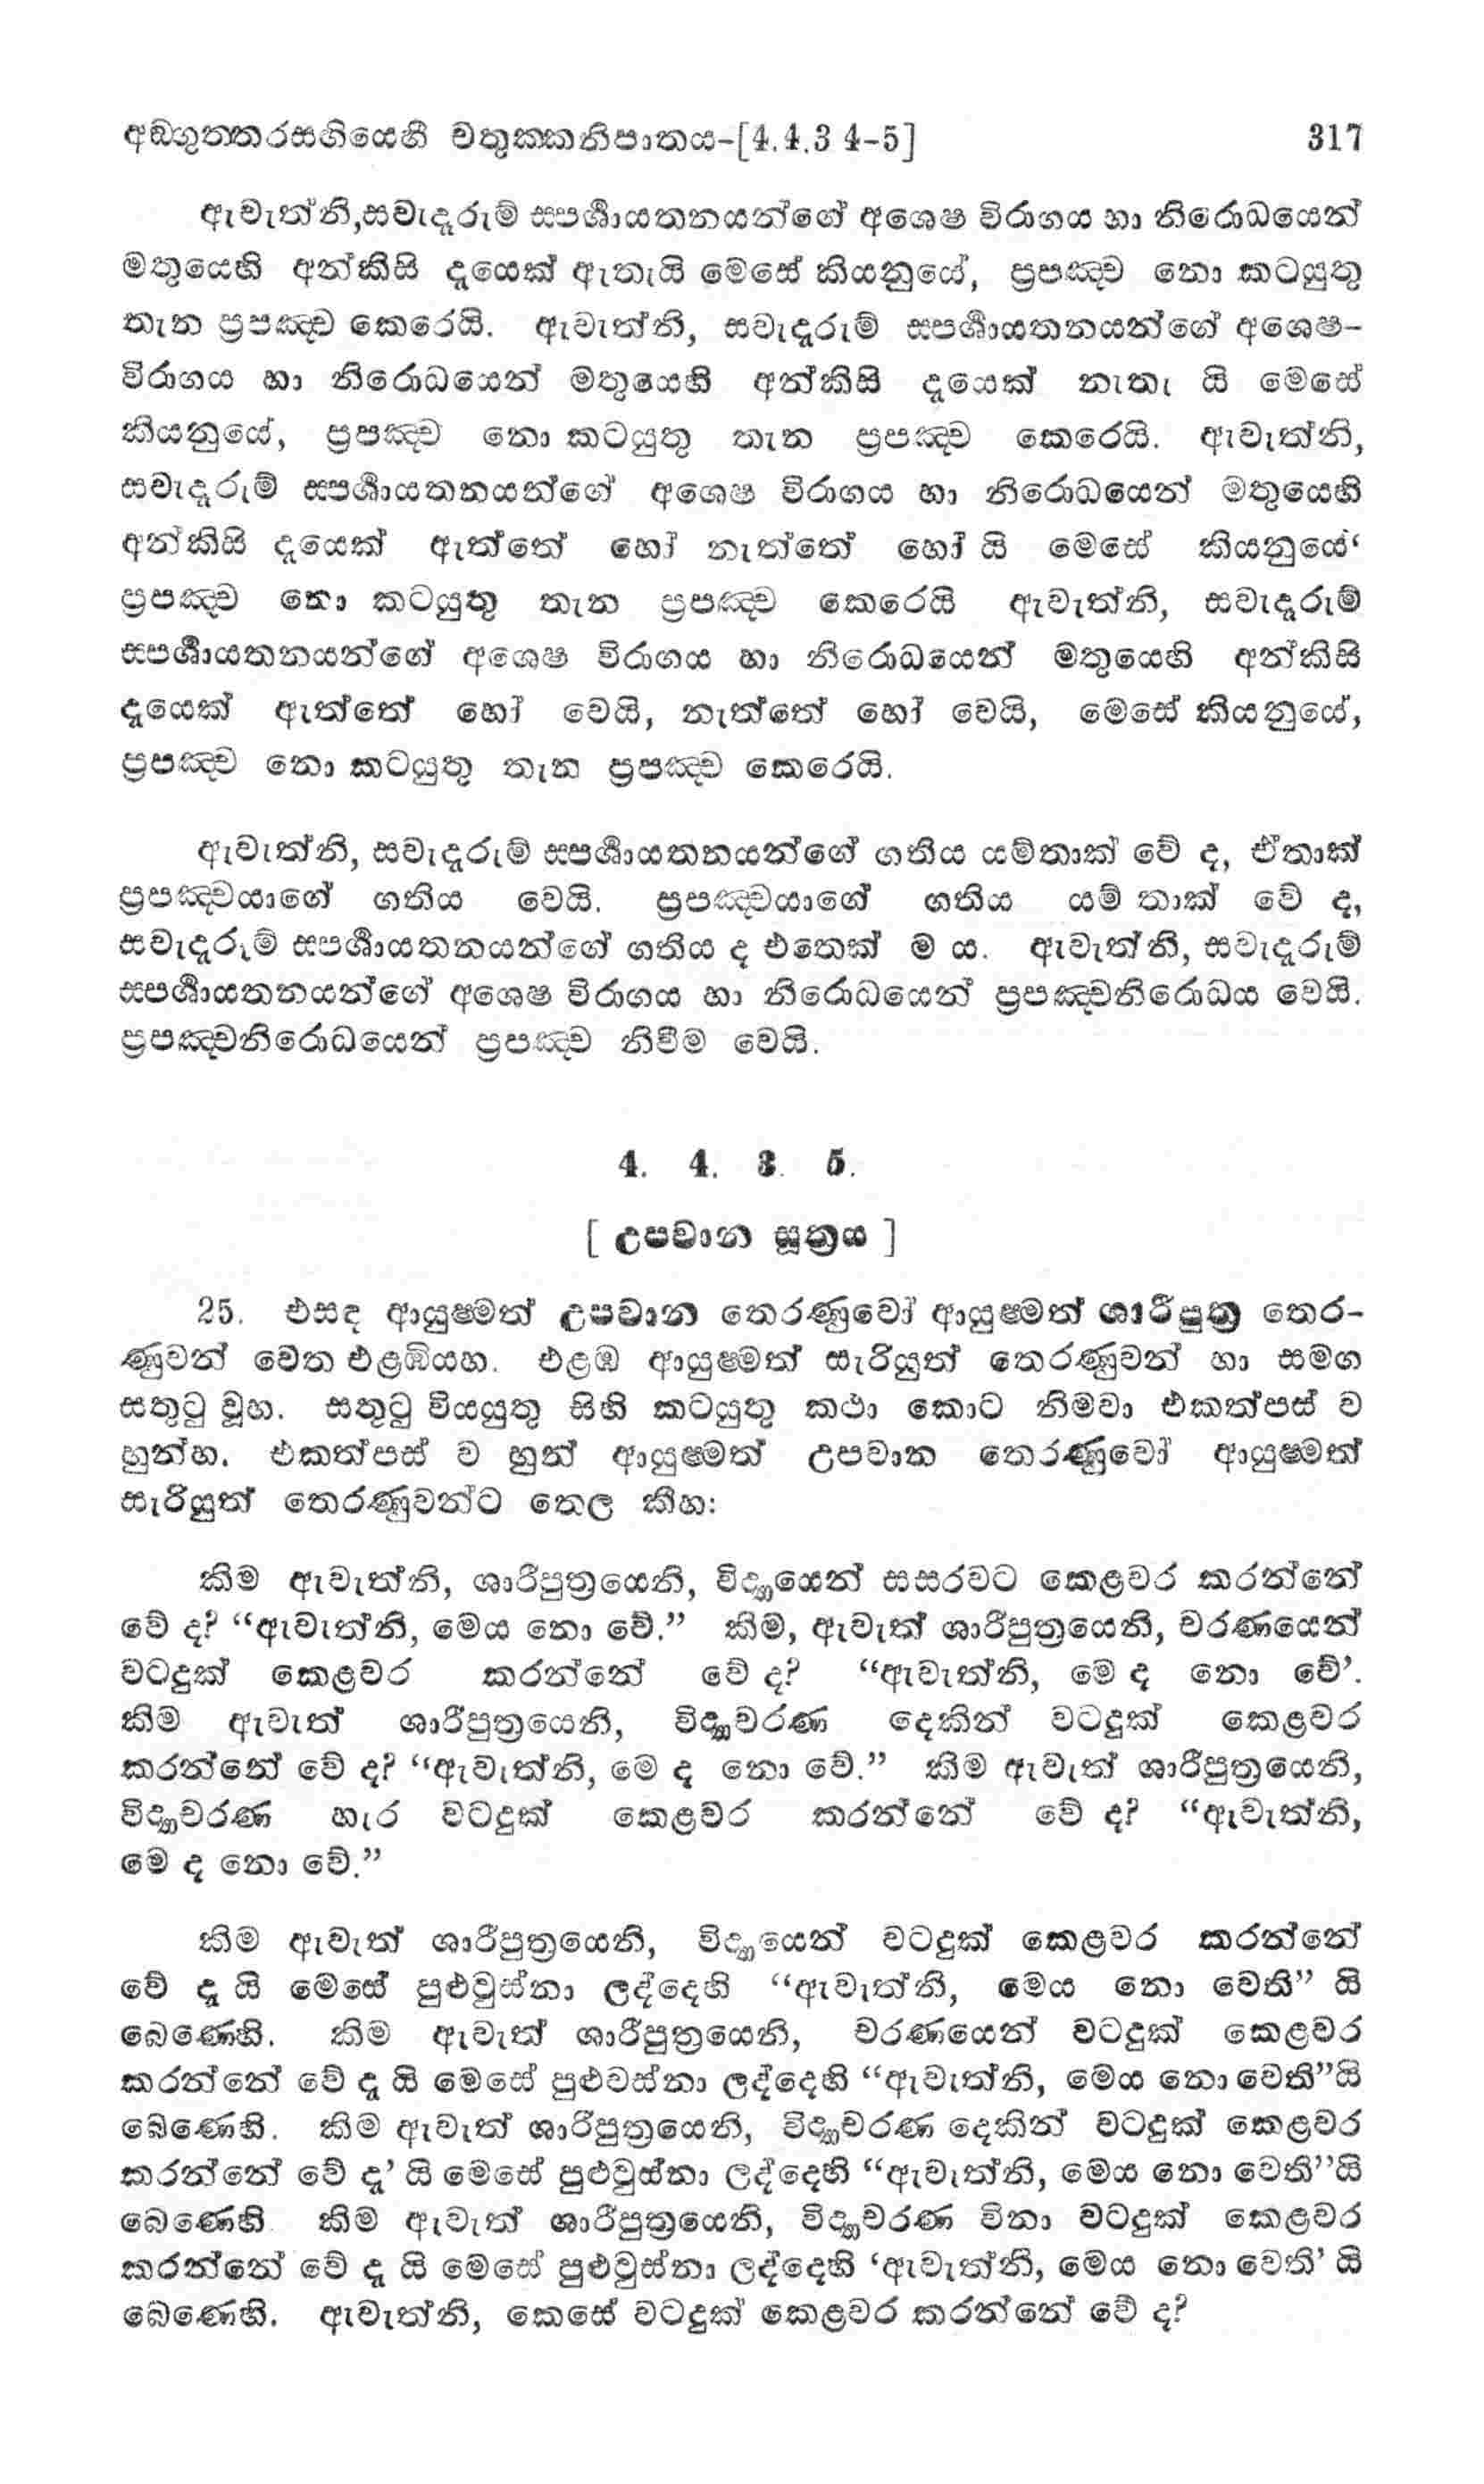 අඞ්ගුත්තරසඟියෙහි චතුක්කනිපාතය-[4.4.3 4-5] 317
ඇවැත්නි,සවැදෑරුම් ස්පර්‍ශායතනයන්ගේ අශේෂ විරාගය හා නිරොධයෙන්
මතුයෙහි අන්කිසි දෑයෙක් ඇතැයි මෙසේ කියනුයේ, ප්‍රපඤ්ච නො කටයුතු
තැන ප්‍රපඤ්ච කෙරෙයි. ඇවැත්නි, සවැදෑරුම් ස්පර්‍ශායතනයන්ගේ අශේෂ-
විරාගය හා නිරොධයෙන් මතුයෙහි අන්කිසි දෑයෙක් නැතැ යි මෙසේ
කියනුයේ, ප්‍රපඤ්ච නො කටයුතු තැන ප්‍රපඤ්ච කෙරෙයි. ඇවැත්නි,
සවැදෑරුම් ස්පර්‍ශායතනයන්ගේ අශේෂ විරාගය හා නිරොධයෙන් මතුයෙහි
අන්කිසි දෑයෙක් ඇත්තේ හෝ නැත්තේ හෝ යි මෙසේ කියනුයේ‘
ප්‍රපඤ්ච නො කටයුතු තැන ප්‍රපඤ්ච කෙරෙයි ඇවැත්නි, සවැදෑරුම්
ස්පර්‍ශායතනයන්ගේ අශේෂ විරාගය හා නිරොධයෙන් මතුයෙහි අන්කිසි
දෑයෙක් ඇත්තේ හෝ වෙයි, නැත්තේ හෝ වෙයි, මෙසේ කියනුයේ,
ප්‍රපඤ්ච නො කටයුතු තැන ප්‍රපඤ්ච කෙරෙයි.
ඇවැත්නි, සවැදෑරුම් ස්පර්‍ශායතනයන්ගේ ගතිය යම්තාක් වේ ද, ඒතාක්
ප්‍රපඤ්චයාගේ ගතිය වෙයි. ප්‍රපඤ්චයාගේ ගතිය යම් තාක් වේ ද,
සවැදෑරුම් ස්පර්‍ශායතනයන්ගේ ගතිය ද එතෙක් ම ය. ඇවැත්නි, සවැදෑරුම්
ස්පර්‍ශායතනයන්ගේ අශේෂ විරාගය හා නිරොධයෙන් ප්‍රපඤ්චනිරොධය වෙයි.
ප්‍රපඤ්චනිරොධයෙන් ප්‍රපඤ්ච නිවීම වෙයි.
4. 4. 3. 5.
[ උපවාන සූත්‍රය ]
25. එසඳ ආයුෂ්මත් උපවාන තෙරණුවෝ ආයුෂ්මත් ශාරීපුත්‍ර තෙර-
ණුවන් වෙත එළඹියහ. එළඹ ආයුෂ්මත් සැරියුත් තෙරණුවන් හා සමග
සතුටු වූහ. සතුටු වියයුතු සිහි කටයුතු කථා කොට නිමවා එකත්පස් ව
හුන්හ. එකත්පස් ව හුන් ආයුෂ්මත් උපවාන තෙරණුවෝ ආයුෂ්මත්
සැරියුත් තෙරණුවන්ට තෙල කීහ:
කිම ඇවැත්නි, ශාරීපුත්‍රයෙනි, විද්‍යායෙන් සසරවට කෙළවර කරන්නේ
වේ ද? “ඇවැත්නි, මෙය නො වේ.” කිම, ඇවැත් ශාරීපුත්‍රයෙනි, චරණයෙන්
වටදුක් කෙළවර කරන්නේ වේ ද? “ඇවැත්නි, මෙ ද නො වේ’.
කිම ඇවැත් ශාරීපුත්‍රයෙනි, විද්‍යාචරණ දෙකින් වටදුක් කෙළවර
කරන්නේ වේ ද? “ඇවැත්නි, මෙ ද නො වේ.” කිම ඇවැත් ශාරීපුත්‍රයෙනි,
විද්‍යාචරණ හැර වටදුක් කෙළවර කරන්නේ වේ ද? “ඇවැත්නි,
මෙ ද නො වේ.”
කිම ඇවැත් ශාරීපුත්‍රයෙනි, විද්‍යායෙන් වටදුක් කෙළවර කරන්නේ
වේ දෑ යි මෙසේ පුළුවුස්නා ලද්දෙහි “ඇවැත්නි, මෙය නො වෙති” යි
බෙණෙහි. කිම ඇවැත් ශාරීපුත්‍රයෙනි, චරණයෙන් වටදුක් කෙළවර
කරන්නේ වේ දෑ යි මෙසේ පුළුවස්නා ලද්දෙහි “ඇවැත්නි, මෙය නො වෙති”යි
බෙණෙහි. කිම ඇවැත් ශාරීපුත්‍රයෙනි, විද්‍යාචරණ දෙකින් වටදුක් කෙළවර
කරන්නේ වේ දෑ’ යි මෙසේ පුළුවුස්නා ලද්දෙහි “ඇවැත්නි, මෙය නො වෙති”යි
බෙණෙහි. කිම ඇවැත් ශාරීපුත්‍රයෙනි, විද්‍යාචරණ විනා වටදුක් කෙළවර
කරන්නේ වේ දෑ යි මෙසේ පුළුවුස්නා ලද්දෙහි ‘ඇවැත්නි, මෙය නො වෙති’ යි
බෙණෙහි. ඇවැත්නි, කෙසේ වටදුක් කෙළවර කරන්නේ වේ ද?